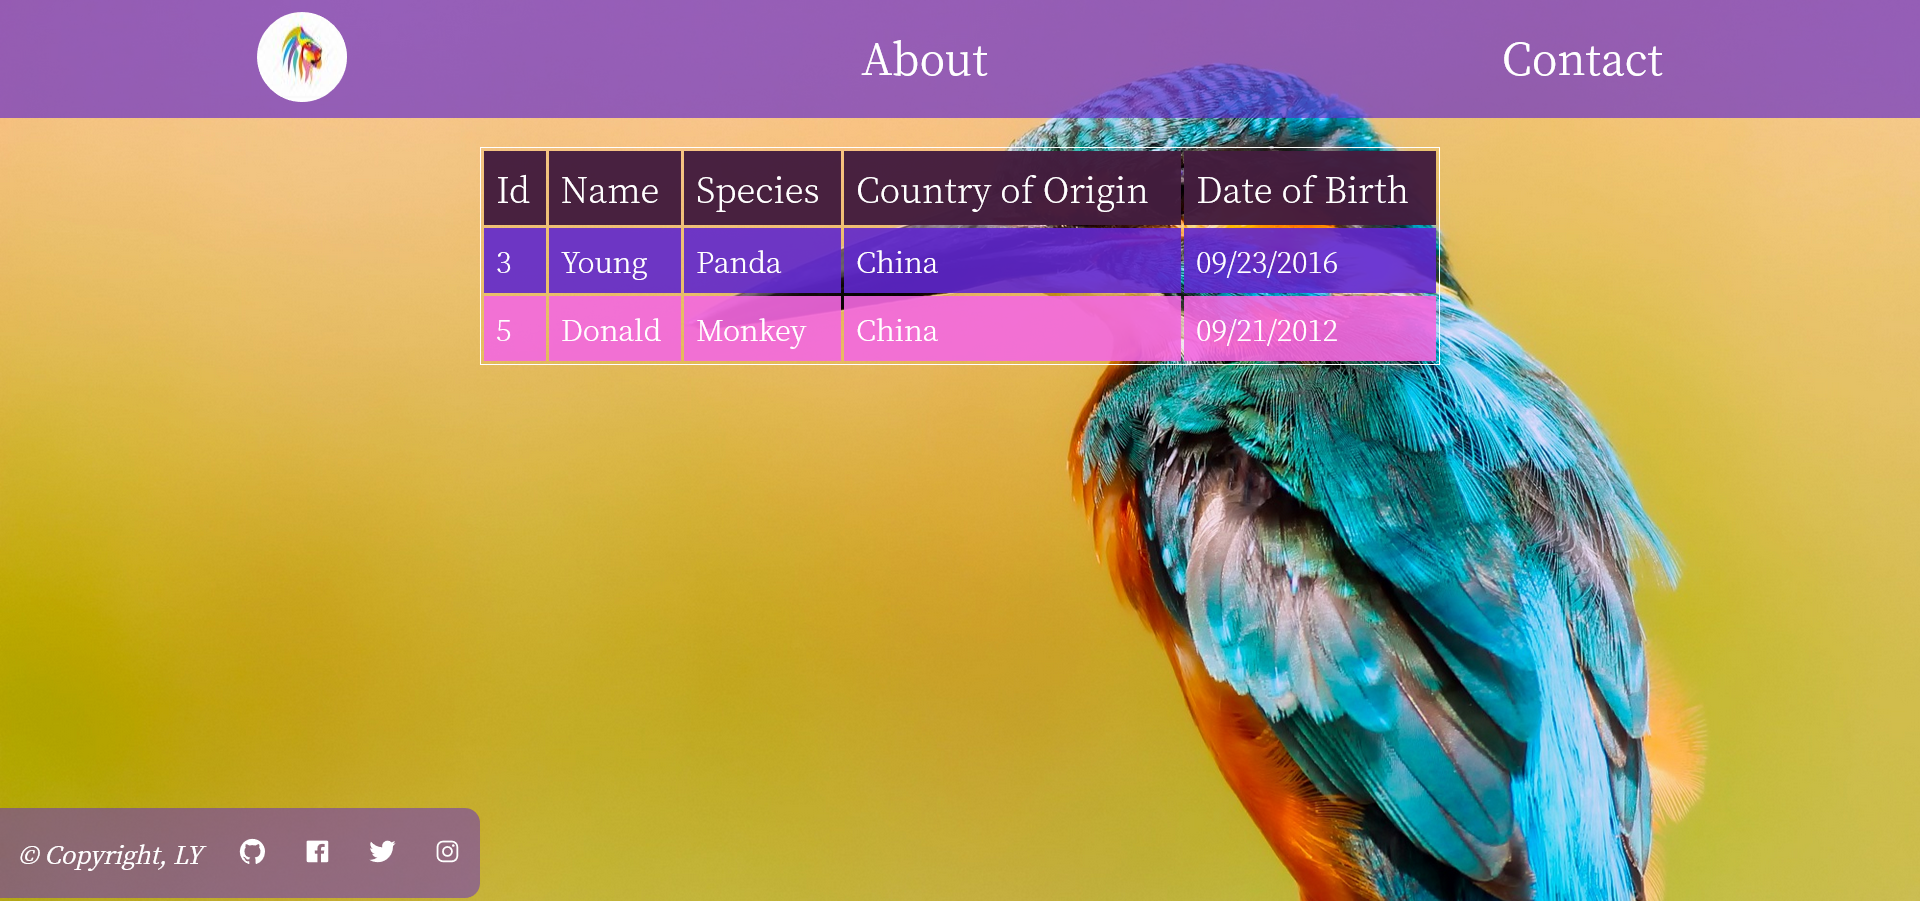 About Contact
Id Name Species Country of Origin Date of Birth
3 Young Panda China 09/23/2016
5 Donald Monkey China 09/21/2012
© Copyright, LY